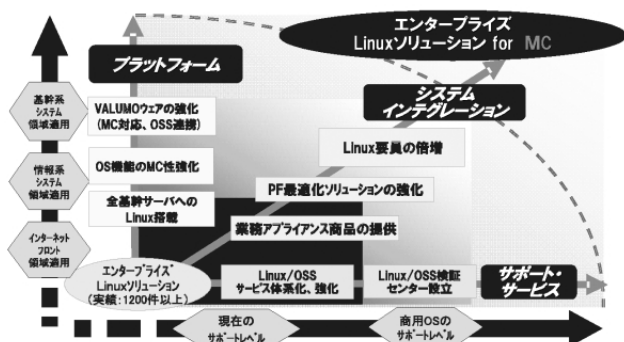 エンタープライズ
Linuxソリューション for MC
プラットフォーム
システム
インテグレーション
基幹系
システム
領域適用
VALUMOウェアの強化
(MC対応、OSS連携)
Linux要員の倍増
OS機能のMC性強化
情報系
システム
領域適用
PF最適化ソリューションの強化
全基幹サーバへの
Linux搭載
業務アプライアンス商品の提供
インターネット
フロント
領域適用
エンタープライズ
Linuxソリューション
(実績:1200件以上)
Linux/OSS
サービス体系化、強化
Linux/OSS検証
センター設立
サポート・
サービス
現在の
サポートレベル
商用OSの
サポートレベル